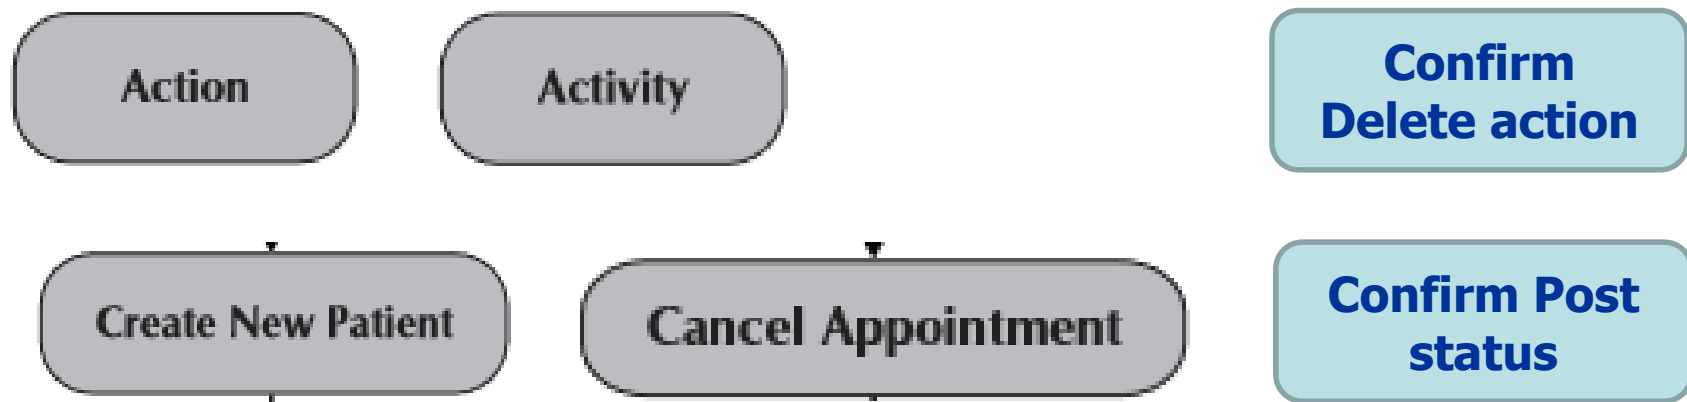 Action
Activity
Confirm
Delete action
Create New Patient
Cancel Appointment
Confirm Post
status